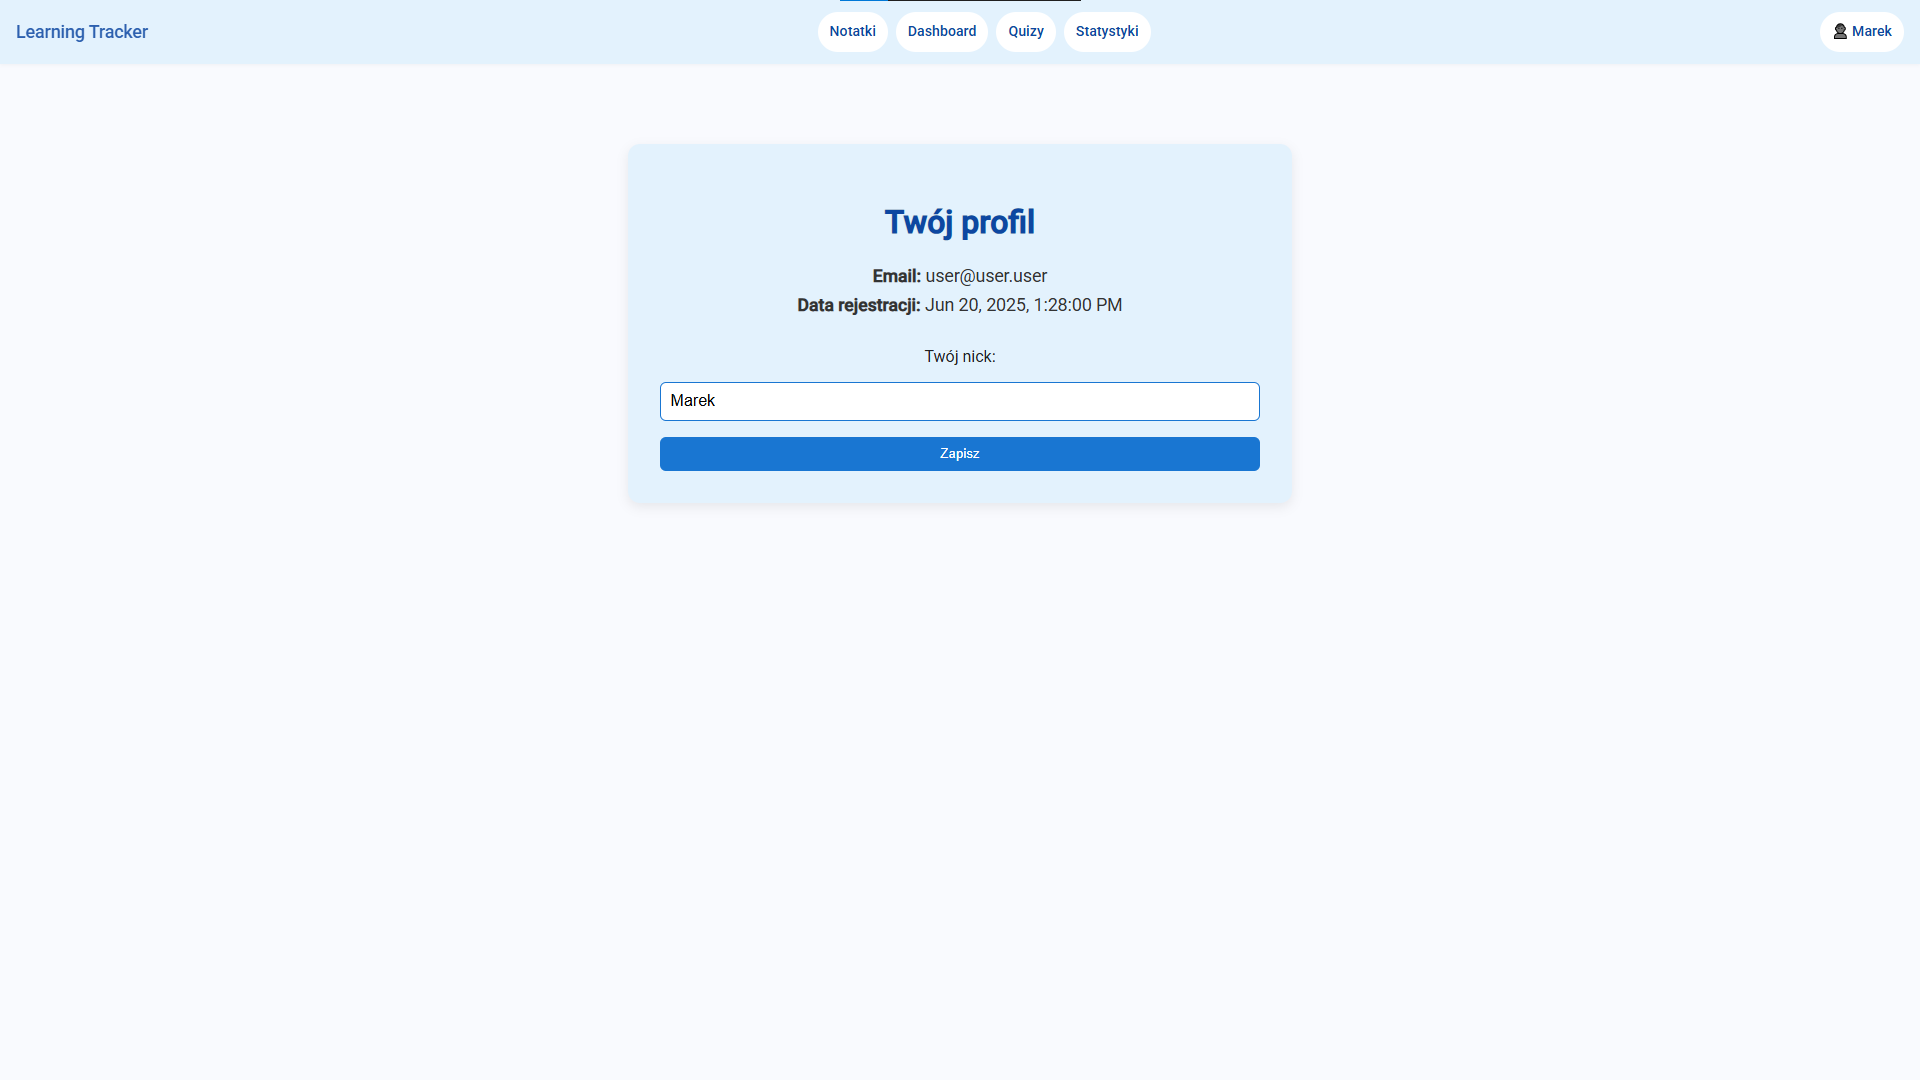 Learning Tracker
Notatki
Dashboard
Quizy
Statystyki
Marek
Twój profil
Email: user@user.user
Data rejestracji: Jun 20, 2025, 1:28:00 PM
Twój nick:
Marek
Zapisz